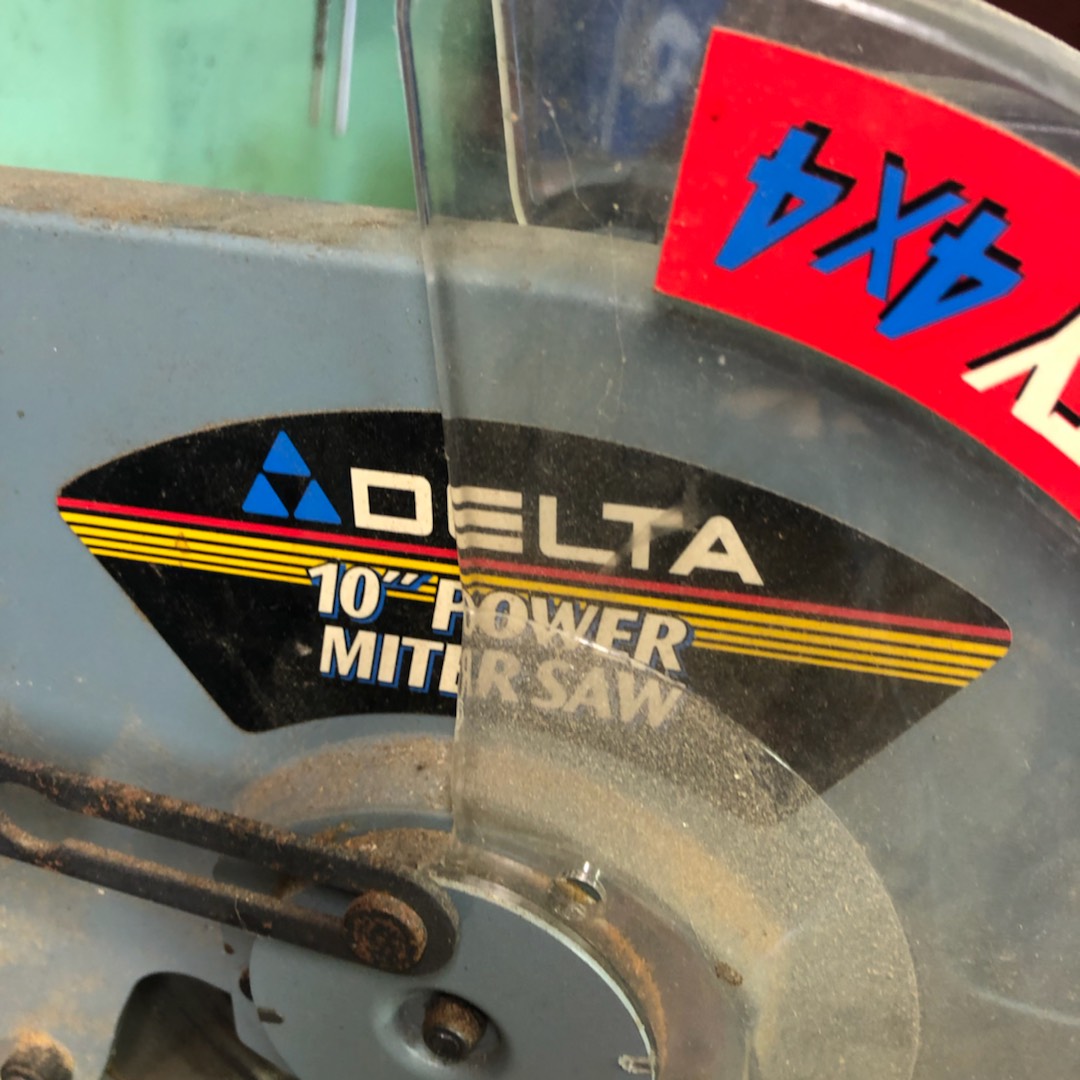 4X4
DELTA
10" POWER
MITER SAW